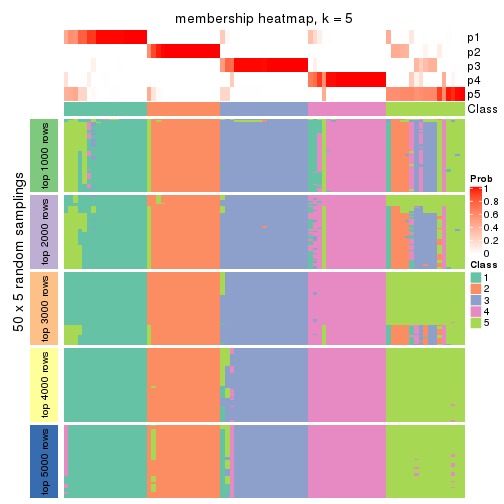 membership heatmap, k = 5
p1
p2
p3
p4
p5
Class
50 x 5 random samplings
top 1000 rows
top 2000 rows
top 3000 rows
top 4000 rows
top 5000 rows
Prob
1
0.8
0.6
0.4
0.2
0
Class
1
2
3
4
5